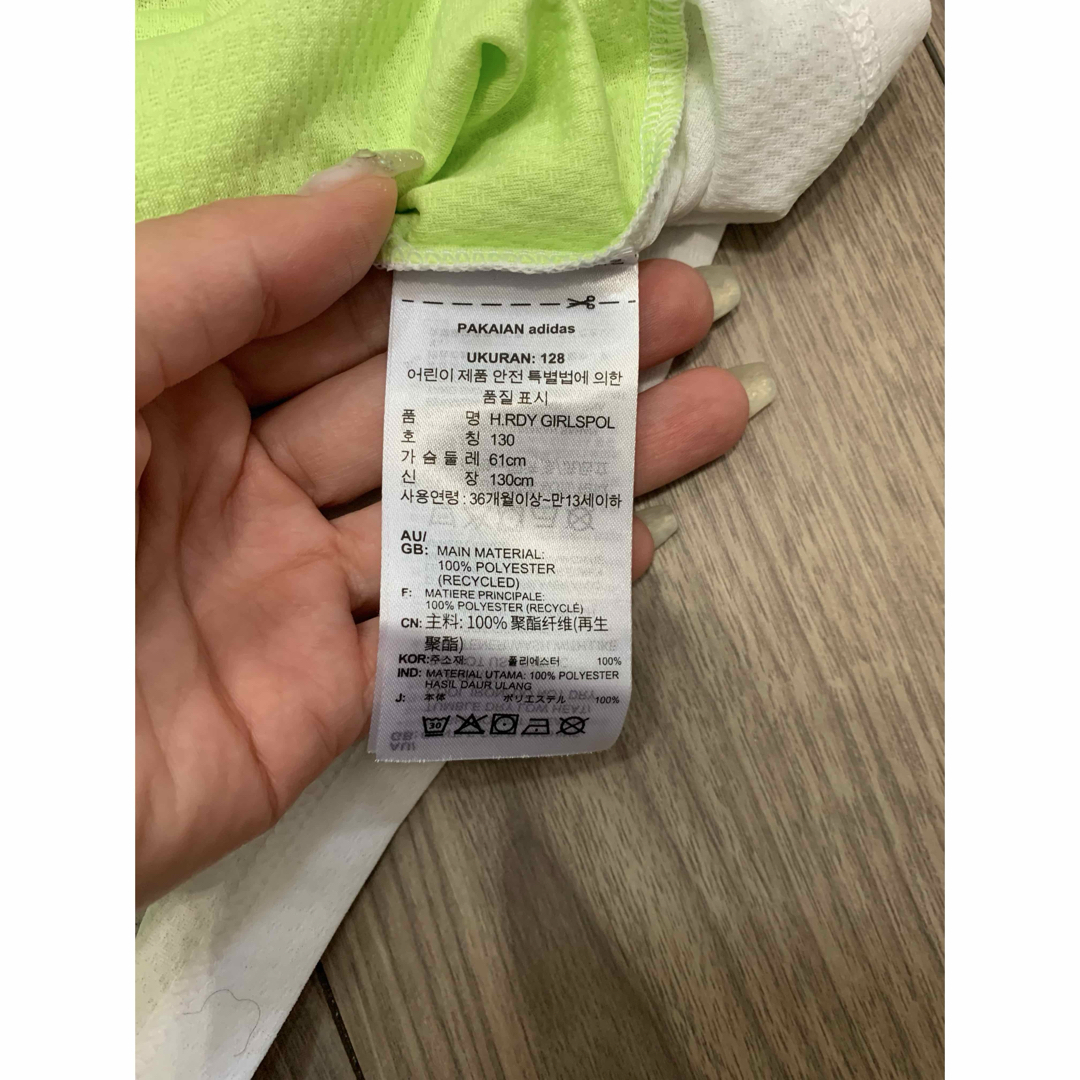 PAKAIAN adidas
UKURAN: 128
어린이 제품 안전 특별법에 의한
품질 표시
품 명 H.RDY GIRLSPOL
호 칭 130
가 슴 둘 레 61cm
신 장 130cm
사용연령 : 36개월이상~만13세이하
AU/
GB: MAIN MATERIAL:
100% POLYESTER
(RECYCLED)
F: MATIERE PRINCIPALE:
100% POLYESTER (RECYCLÉ)
CN: 主料: 100% 聚酯纤维(再生
聚酯)
KOR:주소재 폴리에스터 100%
IND: MATERIAL UTAMA: 100% POLYESTER
HASIL DAUR ULANG
J: 本体 ポリエステル 100%
30